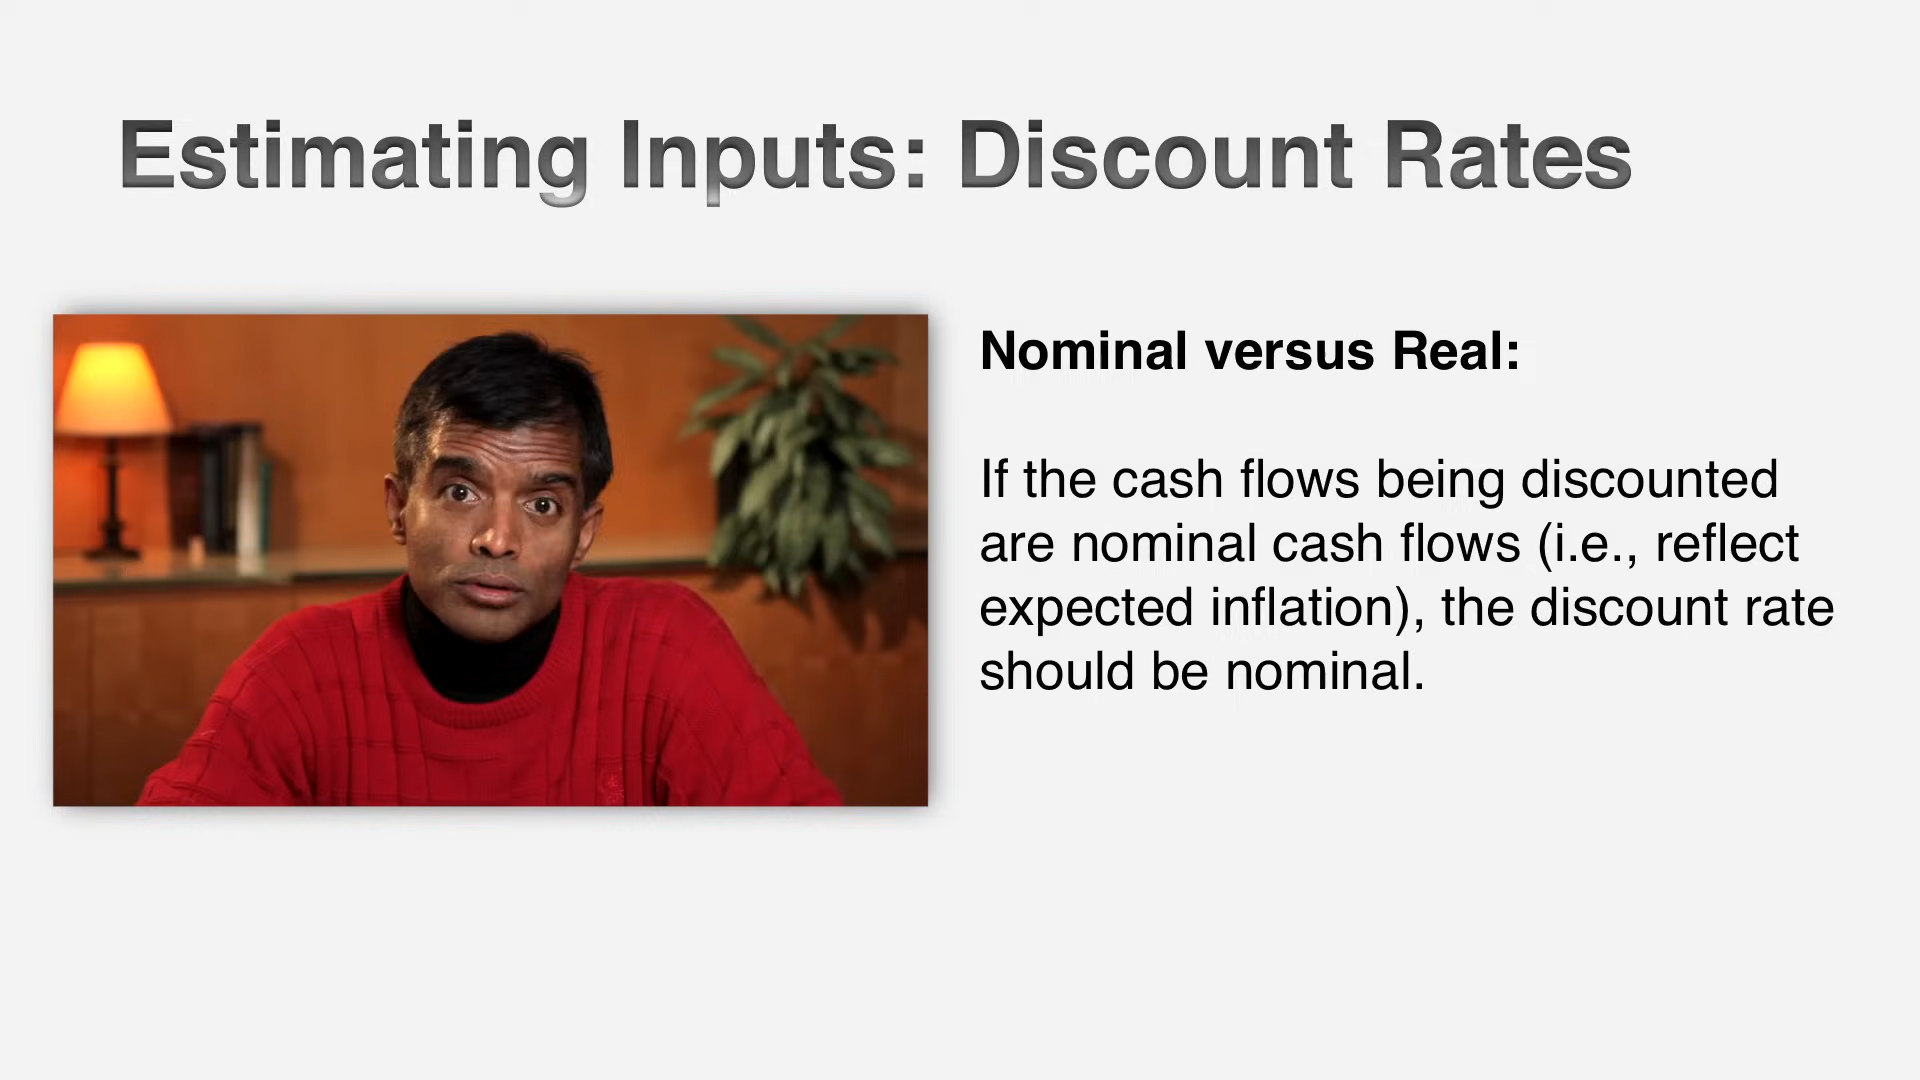 Estimating Inputs: Discount Rates
Nominal versus Real:
If the cash flows being discounted
are nominal cash flows (i.e., reflect
expected inflation), the discount rate
should be nominal.